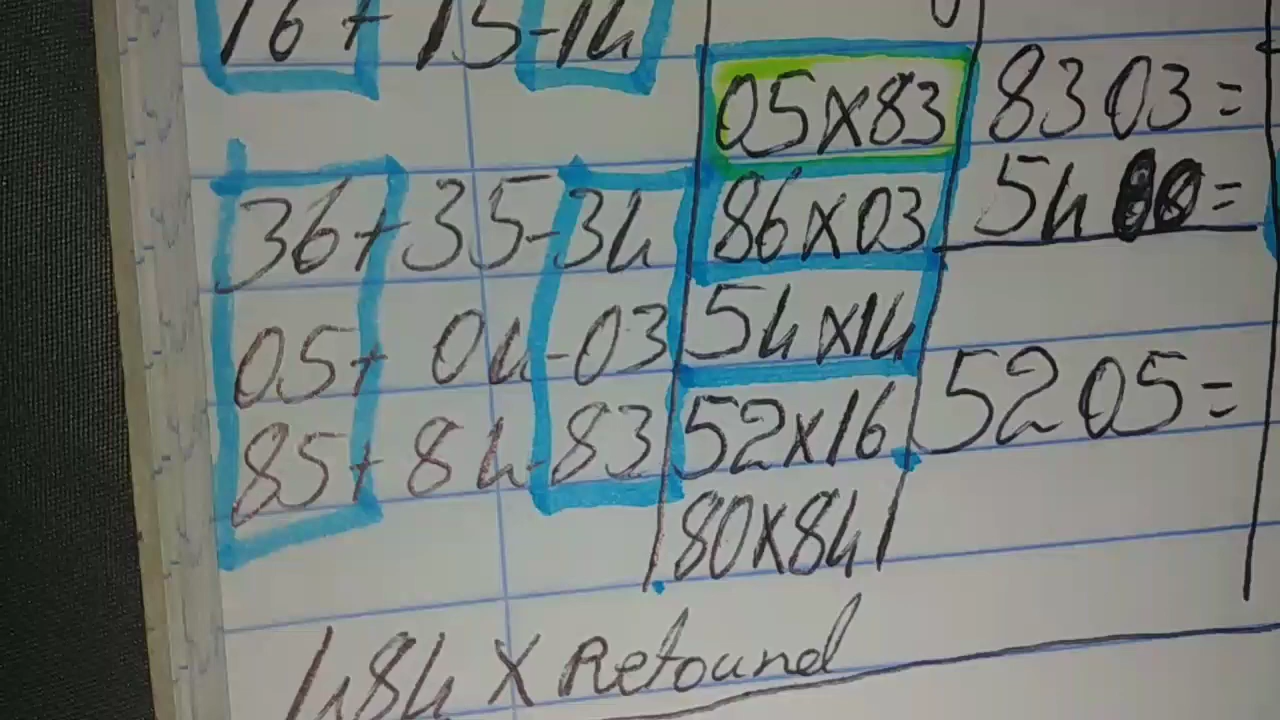 16+ 15-14
05x83 8303=
36+ 35-34 86x03 54 00=
05+ 04-03 54x14
85+ 84-83 52x16 5205=
80x84
484 X Retound